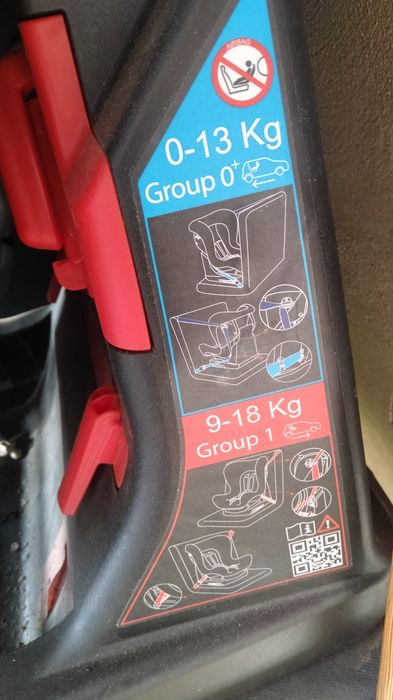 AIRBAG
0-13 Kg
Group 0+
9-18 Kg
Group 1